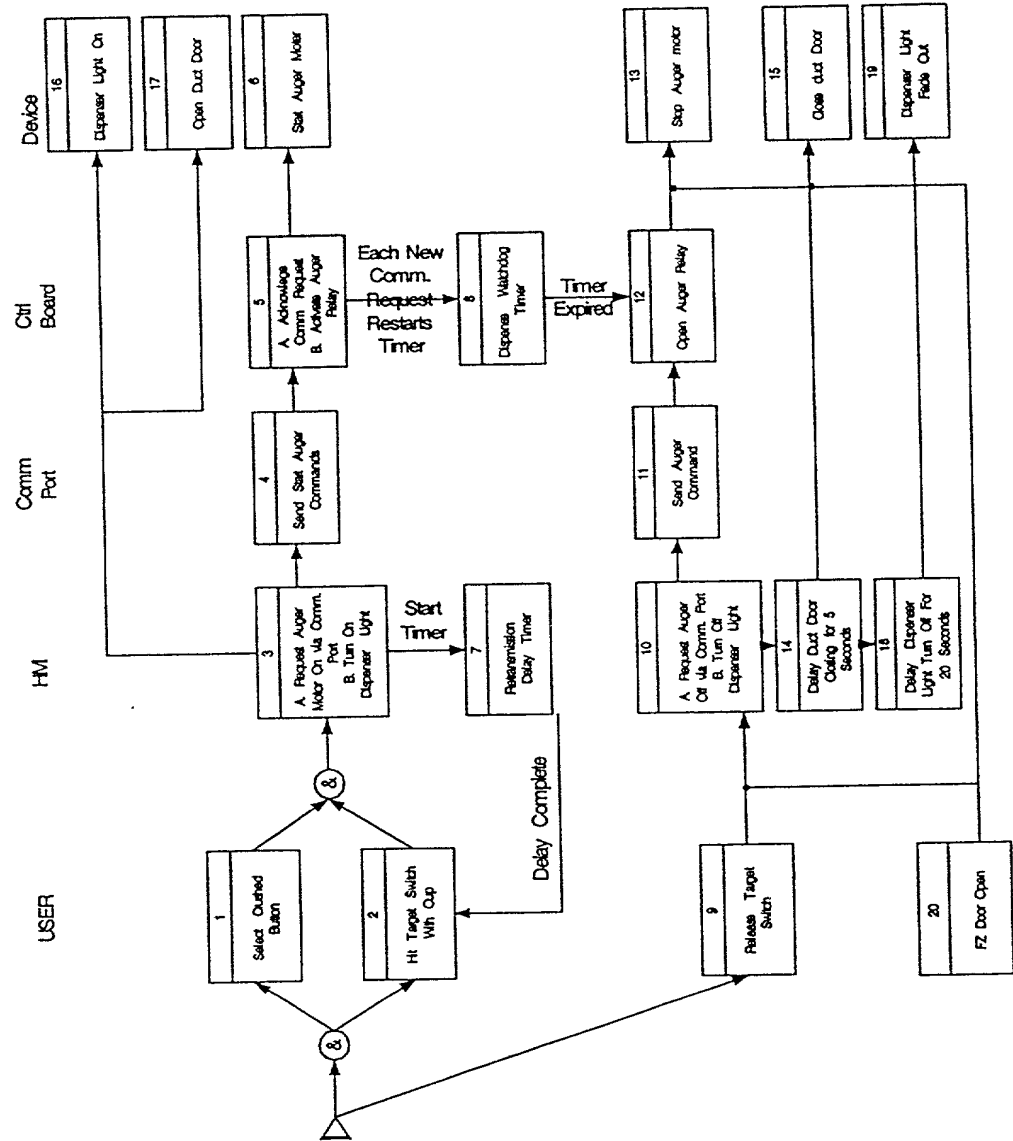 USER
HM
Comm
Port
Ctrl
Board
Device
&
1
Select Crushed
Button
2
Hit Target Switch
With Cup
&
3
A. Request Auger
Motor On via Comm.
Port
B. Turn On
Dispenser Light
Start
Timer
7
Retransmission
Delay Timer
Delay Complete
4
Send Start Auger
Commands
5
A. Acknowlege
Comm Request
B. Activate Auger
Relay
Each New
Comm.
Request
Restarts
Timer
8
Dispense Watchdog
Timer
Timer
Expired
16
Dispenser Light On
17
Open Duct Door
6
Start Auger Moter
9
Release Target
Switch
20
FZ Door Open
10
A. Request Auger
Off via Comm. Port
B. Turn Off
Dispenser Light
14
Delay Duct Door
Closing for 5
Seconds
18
Delay Dispenser
Light Turn Off For
20 Seconds
11
Send Auger
Command
12
Open Auger Relay
13
Stop Auger motor
15
Close duct Door
19
Dispenser Light
Fade Out